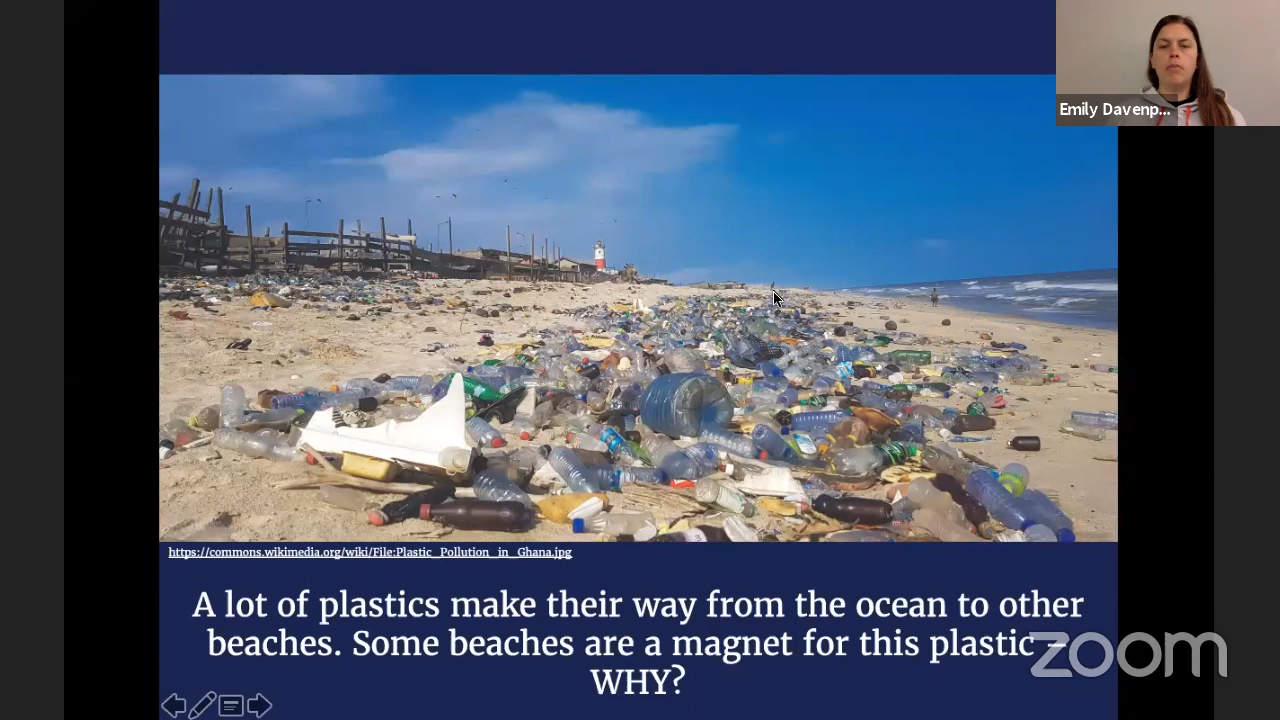 Emily Davenp...
https://commons.wikimedia.org/wiki/File:Plastic_Pollution_in_Ghana.jpg
A lot of plastics make their way from the ocean to other
beaches. Some beaches are a magnet for this plastic –
WHY?
zoom